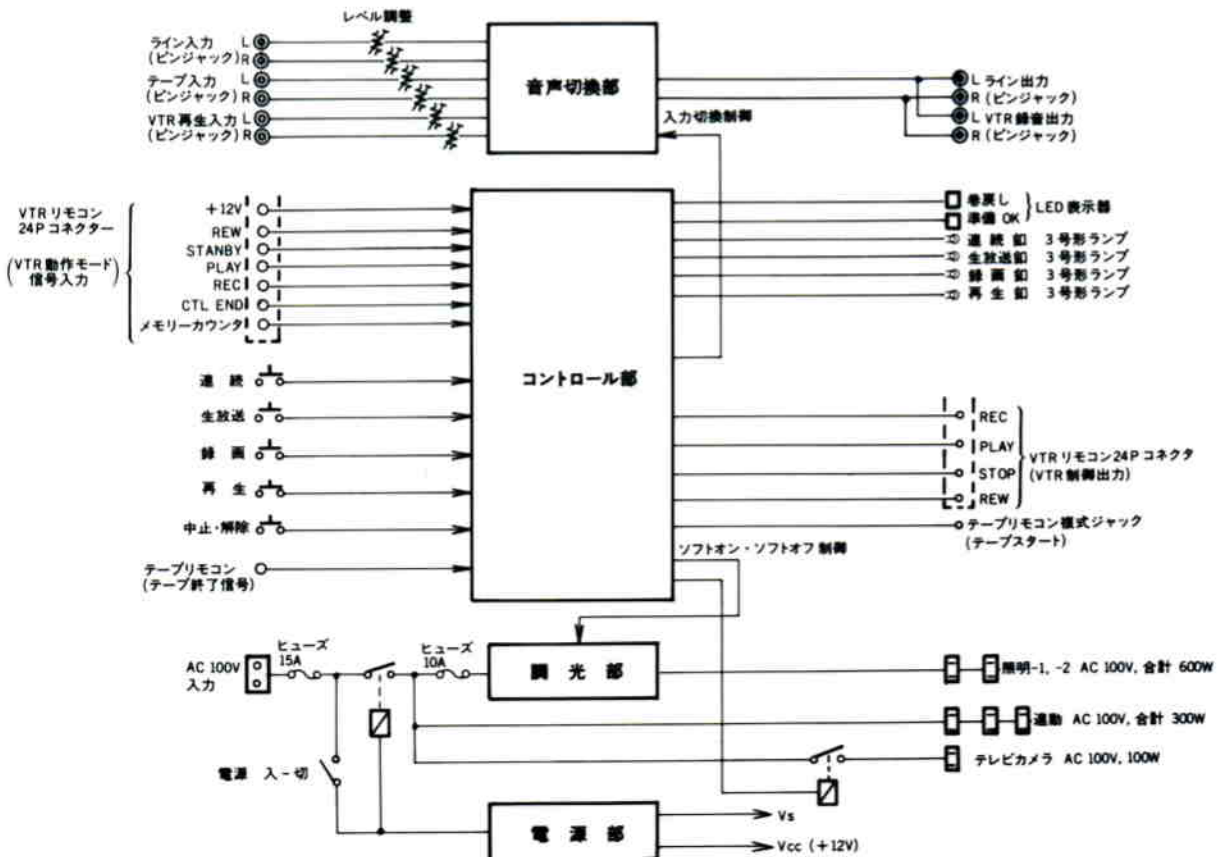 レベル調整
ライン入力 L
(ピンジャック) R
テープ入力 L
(ピンジャック) R
VTR再生入力 L
(ピンジャック) R
音声切換部
入力切換制御
L ライン出力
R (ピンジャック)
L VTR録音出力
R (ピンジャック)
VTRリモコン
24Pコネクター
(VTR動作モード
信号入力)
+12V
REW
STANBY
PLAY
REC
CTL END
メモリーカウンタ
連続
生放送
録画
再生
中止・解除
テープリモコン
(テープ終了信号)
コントロール部
巻戻し
準備OK
LED表示器
連続釦 3号形ランプ
生放送釦 3号形ランプ
録画釦 3号形ランプ
再生釦 3号形ランプ
REC
PLAY
STOP
REW
VTRリモコン24Pコネクタ
(VTR制御出力)
テープリモコン複式ジャック
(テープスタート)
ソフトオン・ソフトオフ制御
AC 100V
入力
ヒューズ
15A
ヒューズ
10A
調光部
照明-1, -2 AC 100V, 合計 600W
連動 AC 100V, 合計 300W
テレビカメラ AC 100V, 100W
電源 入-切
電源部
Vs
Vcc (+12V)